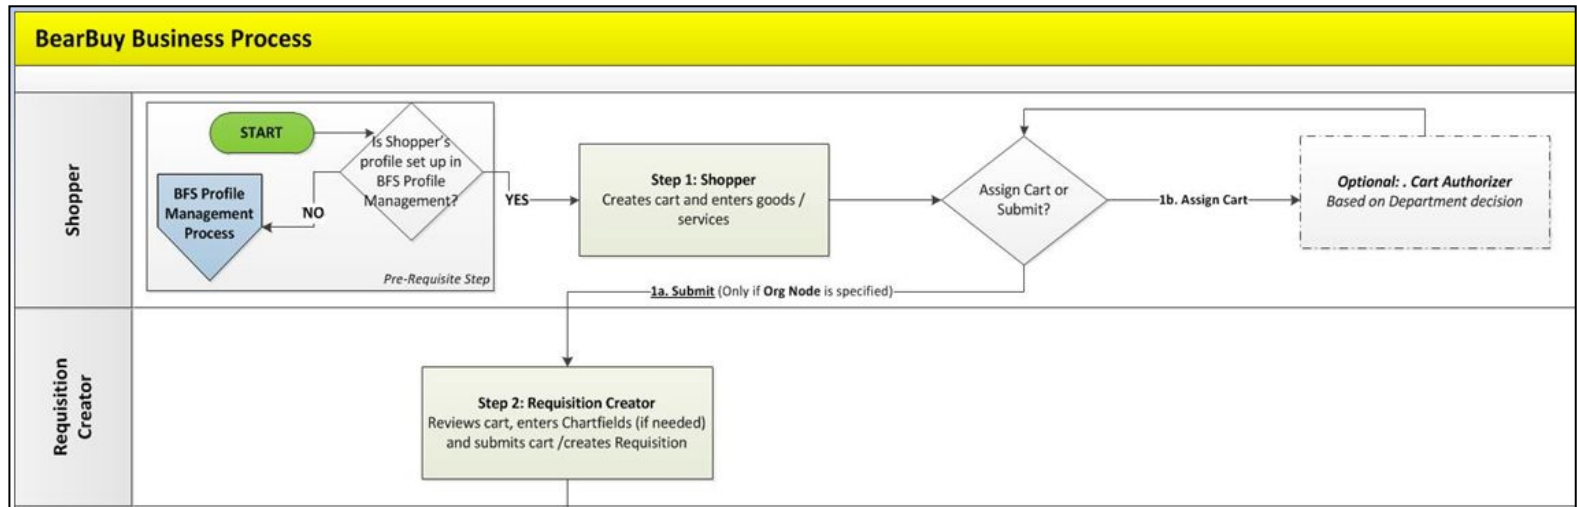 BearBuy Business Process
Shopper
START
Is Shopper's
profile set up in
BFS Profile
Management?
BFS Profile
Management
Process
NO
YES
Pre-Requisite Step
Step 1: Shopper
Creates cart and enters goods /
services
Assign Cart or
Submit?
1b. Assign Cart
Optional: . Cart Authorizer
Based on Department decision
1a. Submit (Only if Org Node is specified)
Requisition
Creator
Step 2: Requisition Creator
Reviews cart, enters Chartfields (if needed)
and submits cart /creates Requisition